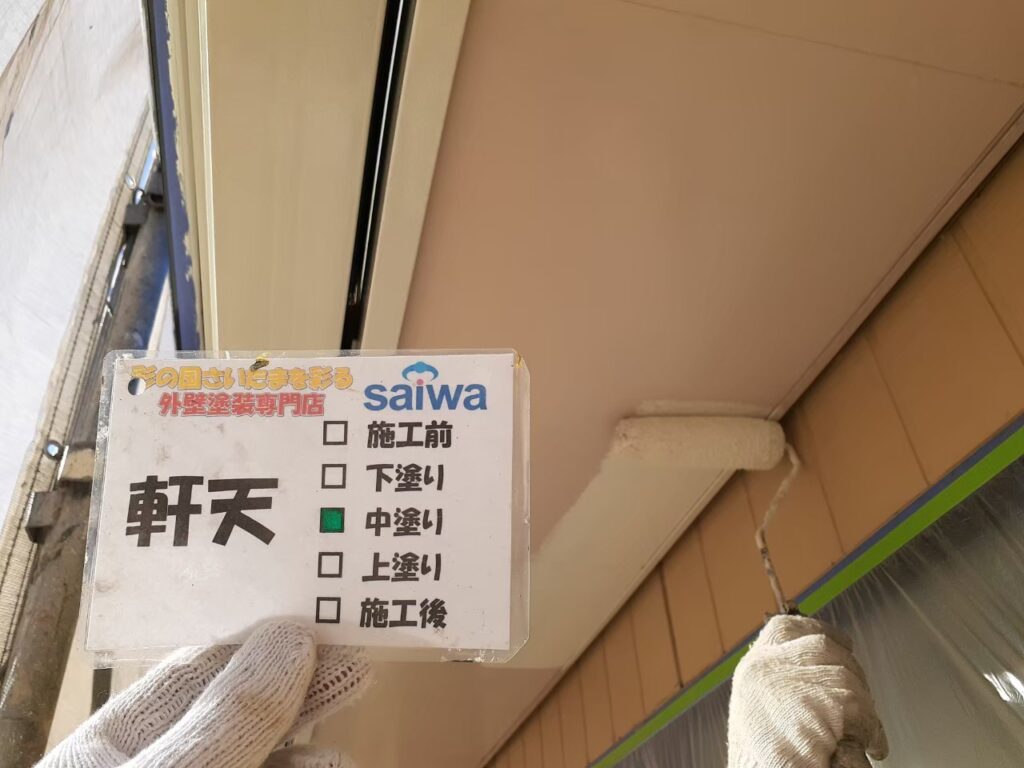 彩の国さいたまを彩る
外壁塗装専門店
saiwa
軒天
施工前
下塗り
中塗り
上塗り
施工後